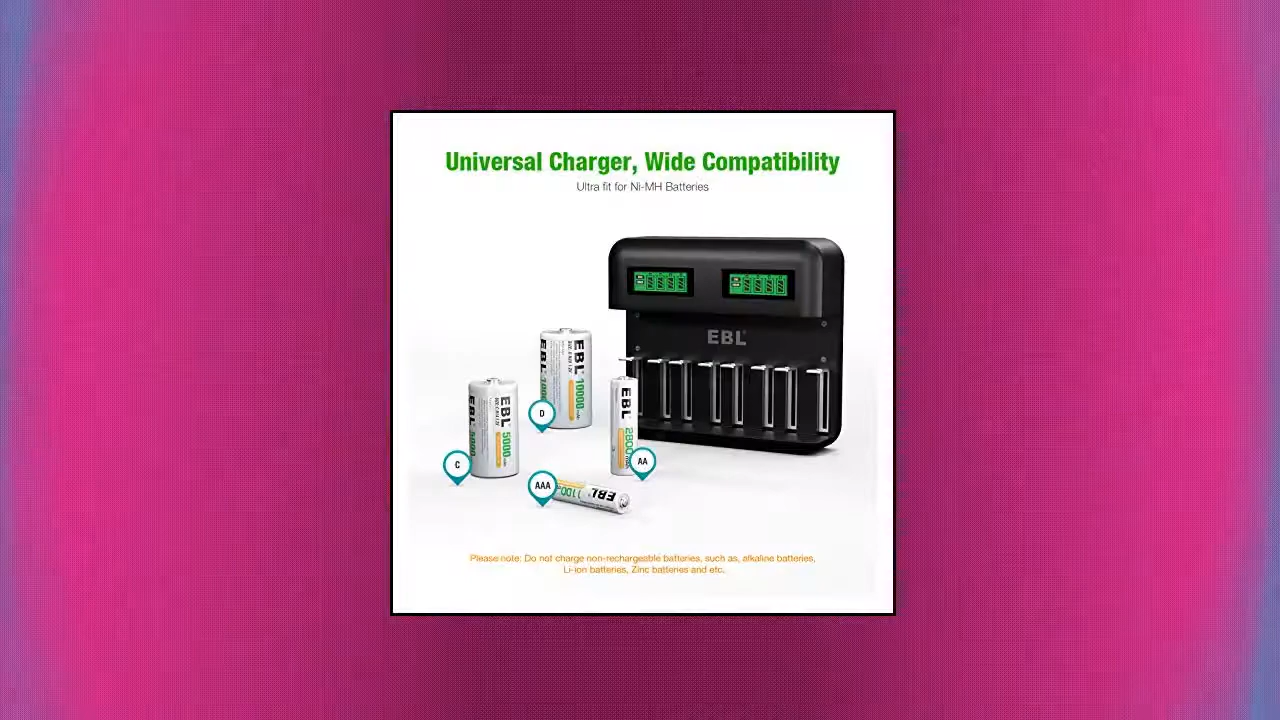 Universal Charger, Wide Compatibility
Ultra fit for Ni-MH Batteries
EBL
EBL 10000
D
EBL 5000
C
EBL 2800 mAh
AA
AAA
EBL 1100
Please note: Do not charge non-rechargeable batteries, such as, alkaline batteries,
Li-ion batteries, Zinc batteries and etc.